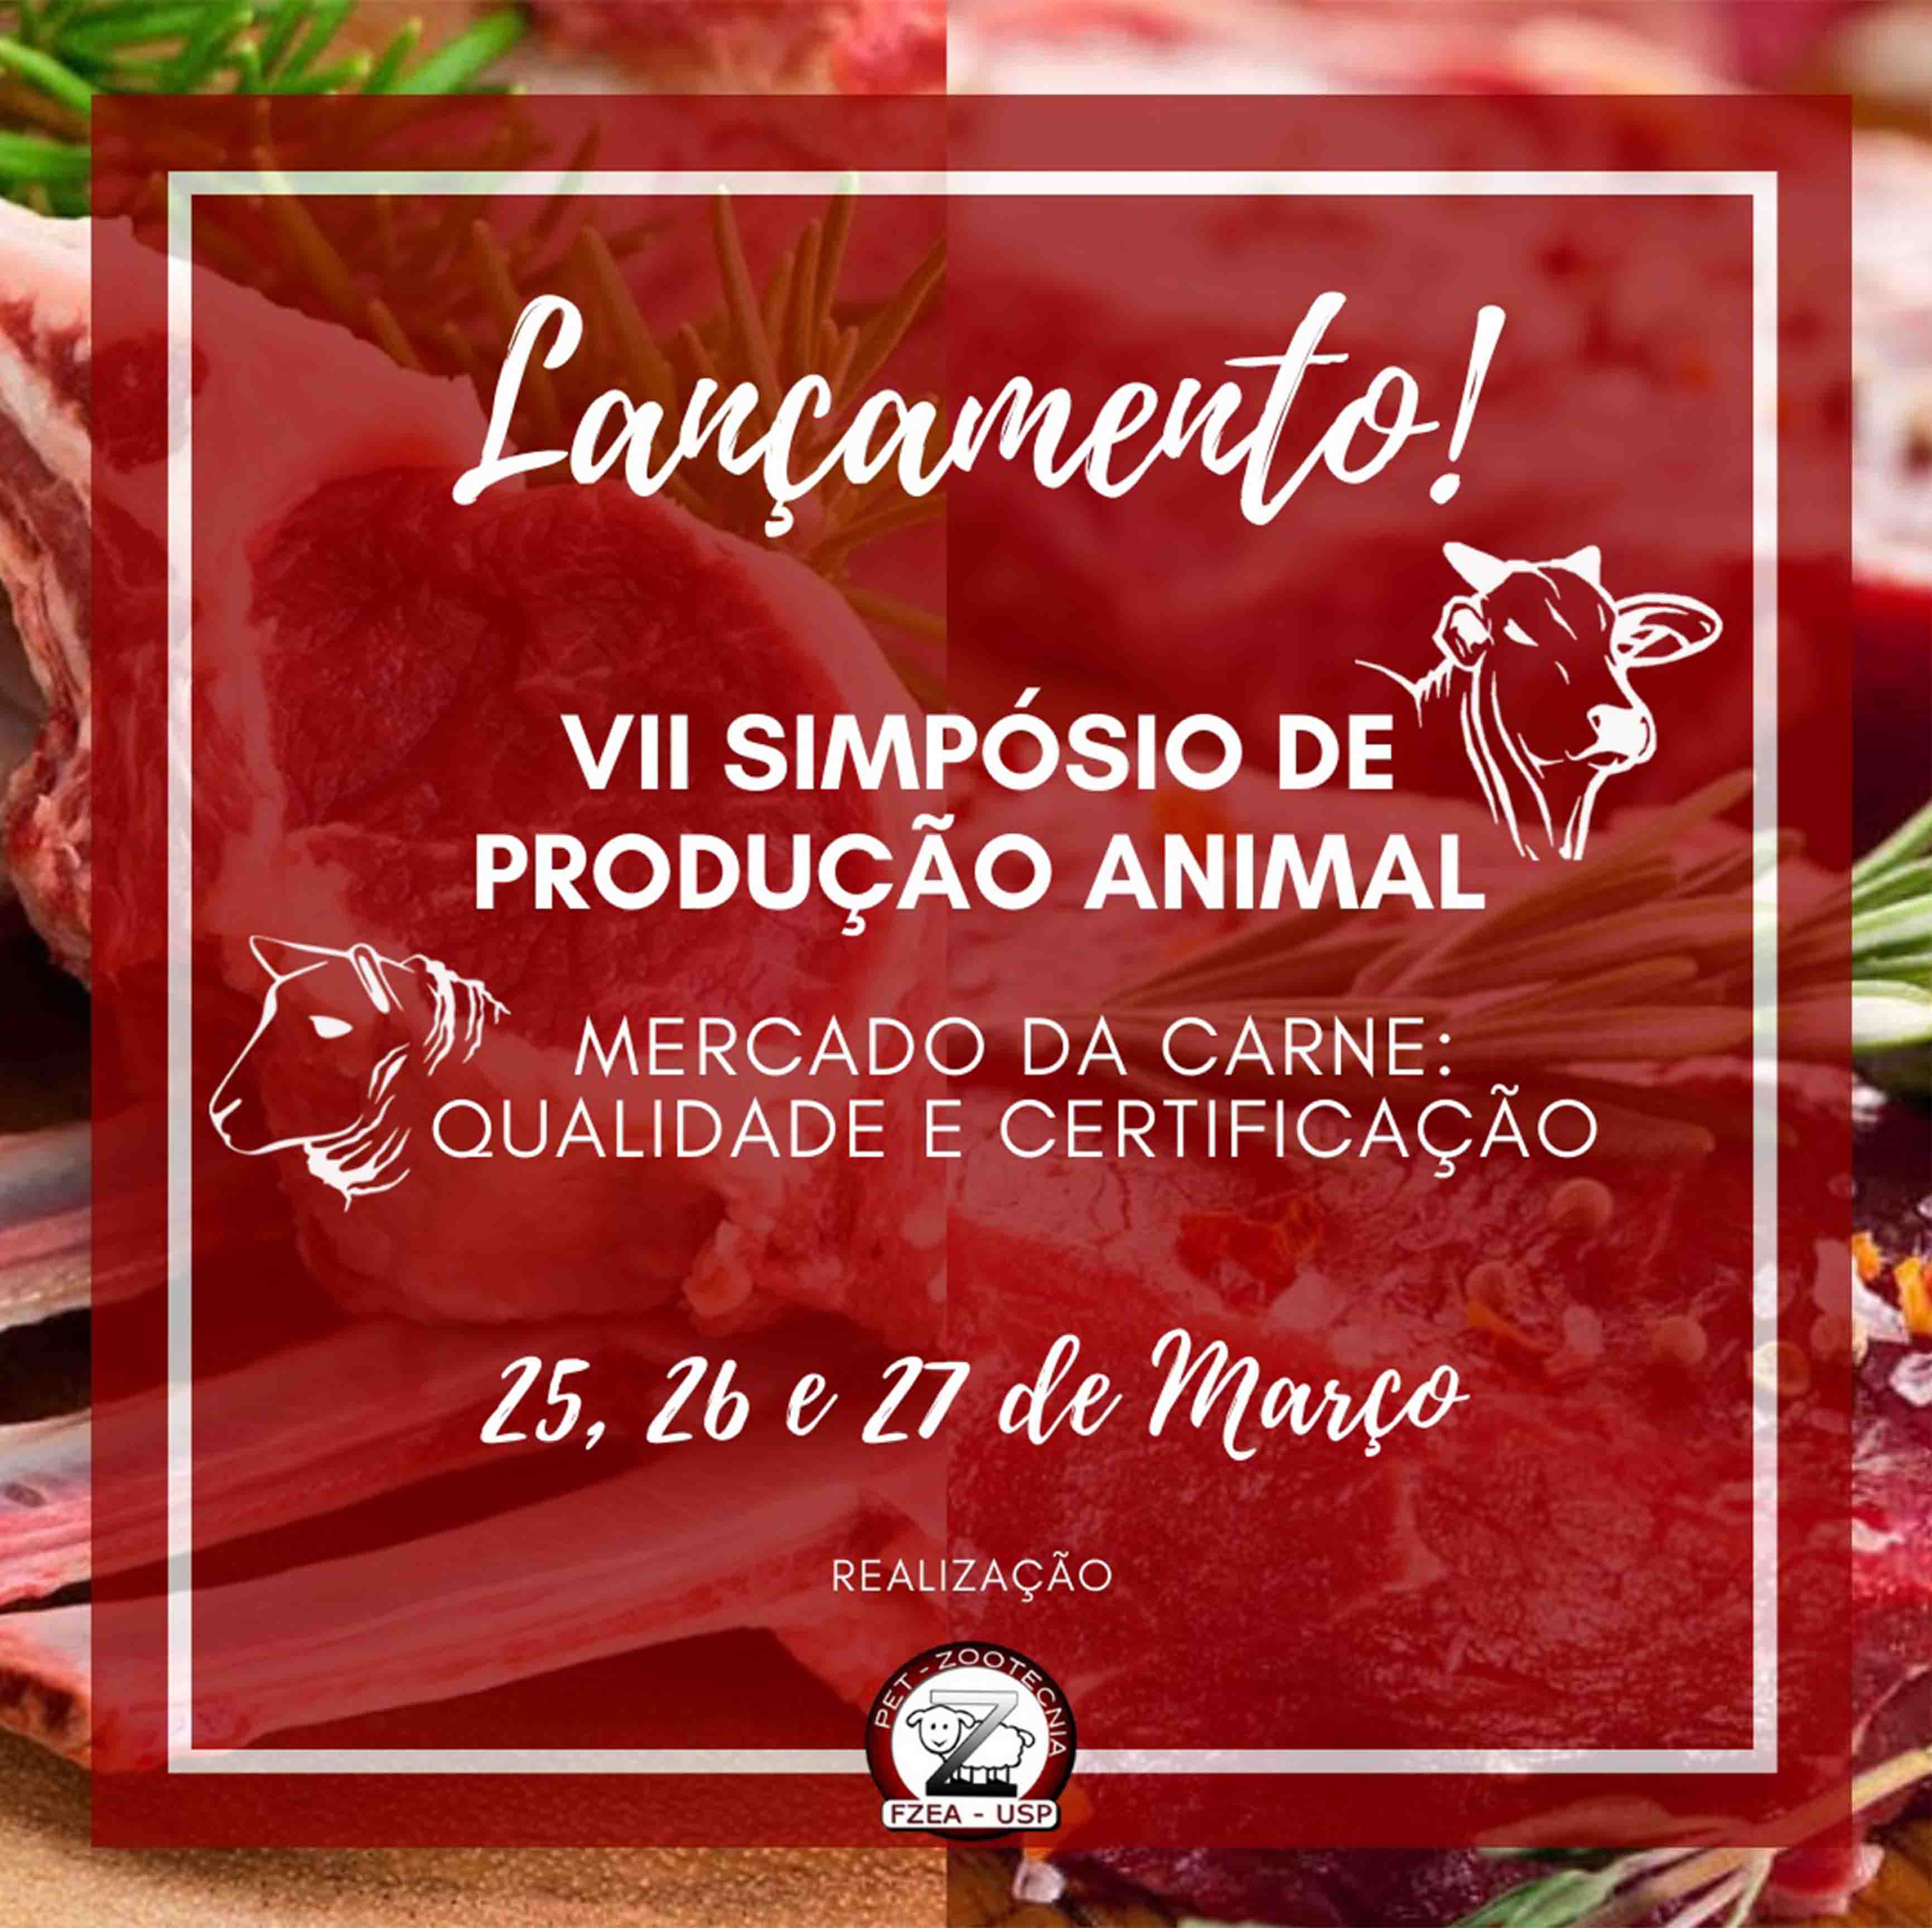 Lançamento!
VII SIMPÓSIO DE
PRODUÇÃO ANIMAL
MERCADO DA CARNE:
QUALIDADE E CERTIFICAÇÃO
25, 26 e 27 de Março
REALIZAÇÃO
PET - ZOOTECNIA
Z
FZEA - USP